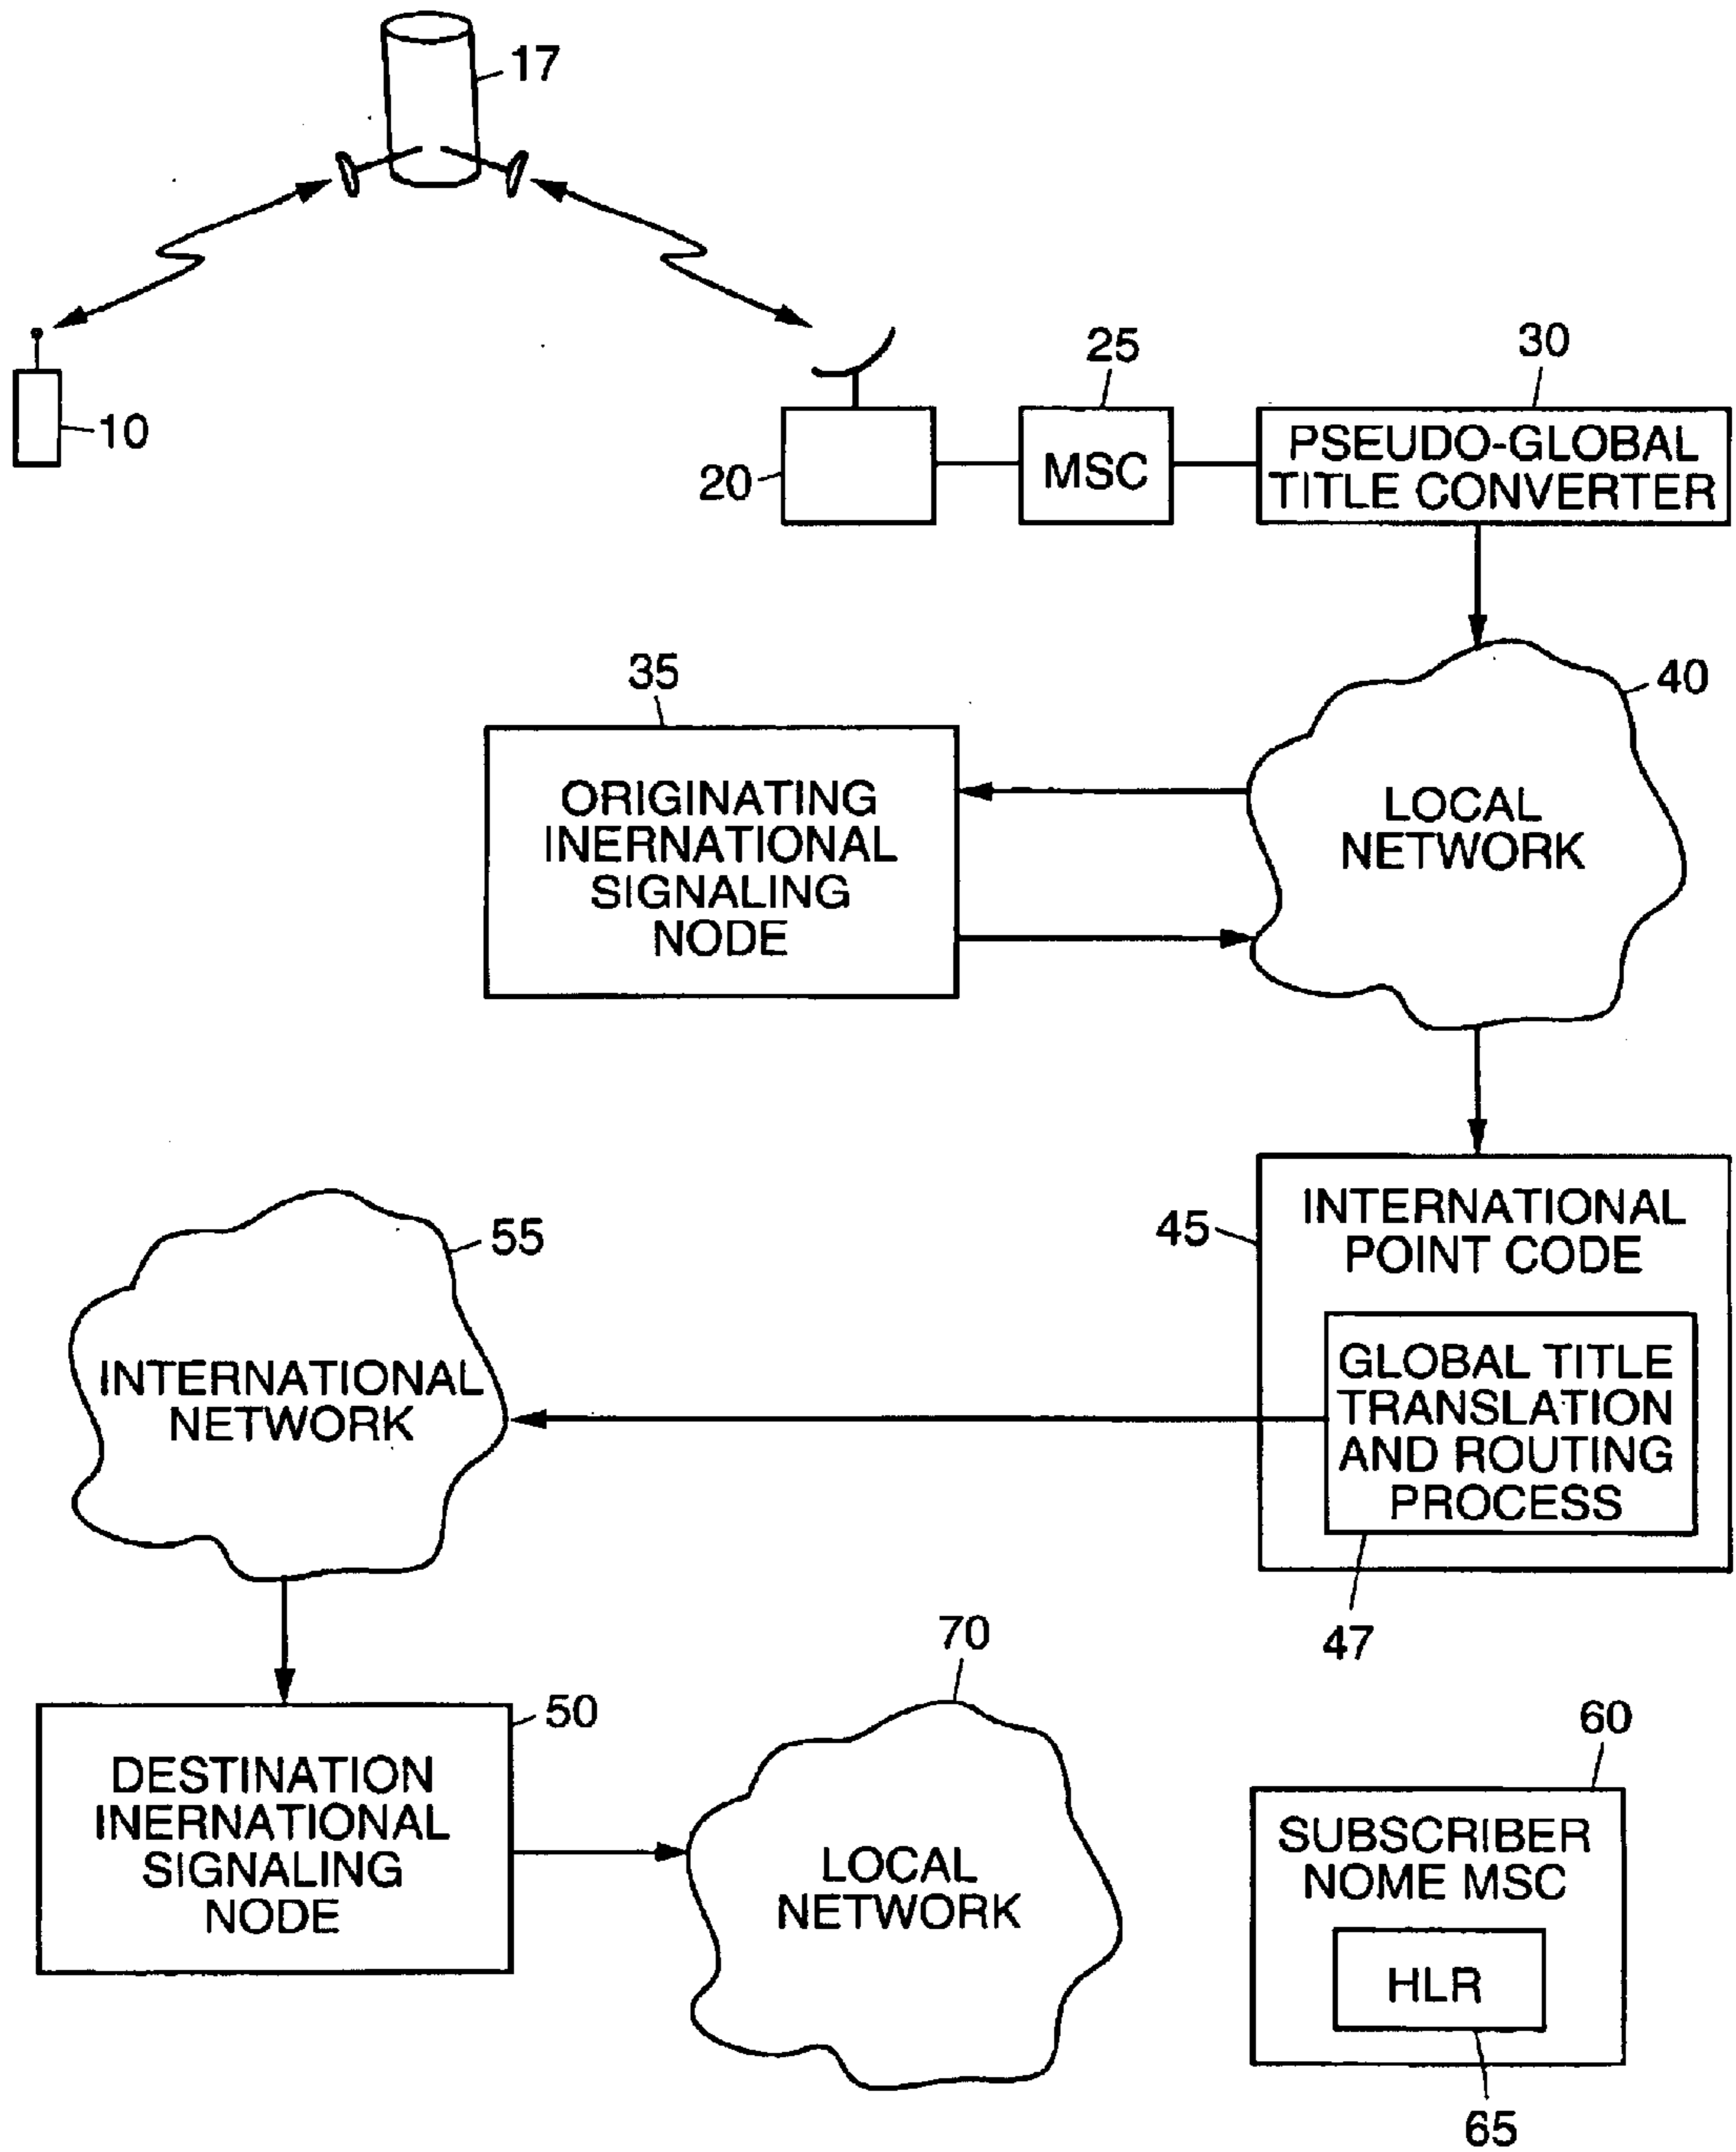 17
10
20
25
MSC
30
PSEUDO-GLOBAL
TITLE CONVERTER
35
ORIGINATING
INERNATIONAL
SIGNALING
NODE
40
LOCAL
NETWORK
45
INTERNATIONAL
POINT CODE
GLOBAL TITLE
TRANSLATION
AND ROUTING
PROCESS
47
55
INTERNATIONAL
NETWORK
50
DESTINATION
INERNATIONAL
SIGNALING
NODE
70
LOCAL
NETWORK
60
SUBSCRIBER
NOME MSC
HLR
65